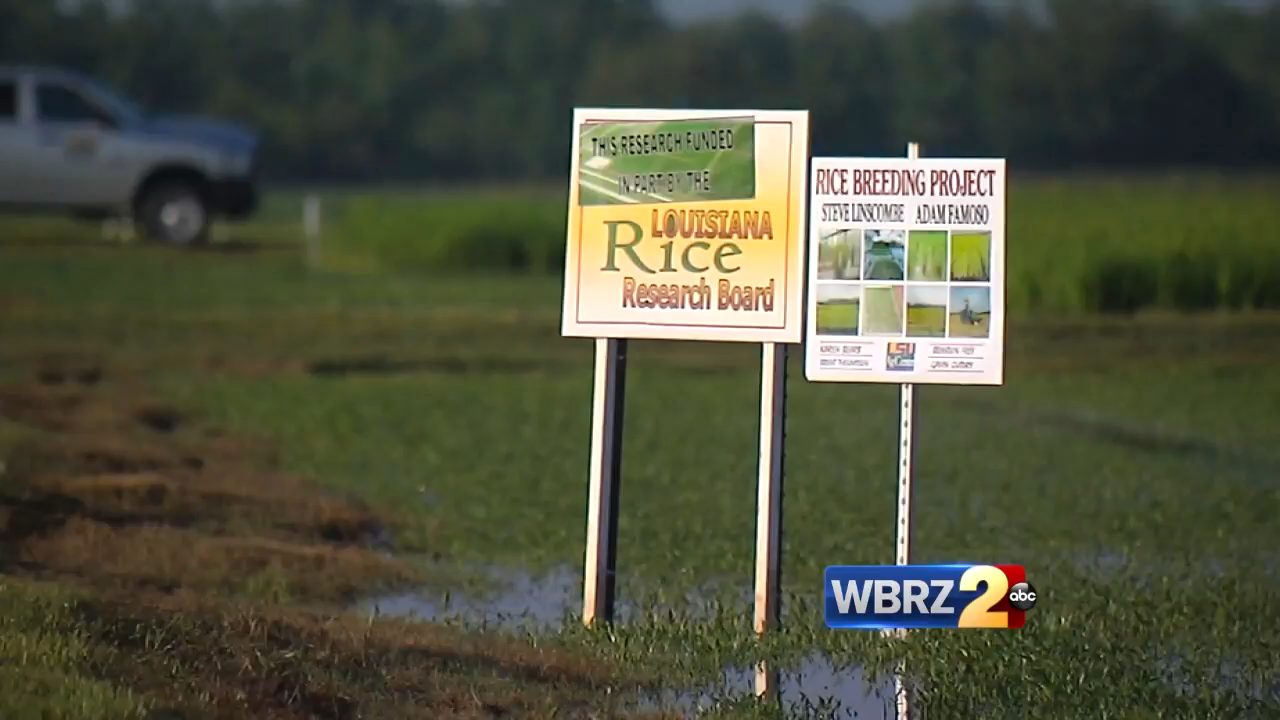 THIS RESEARCH FUNDED
IN PART BY THE
LOUISIANA
Rice
Research Board
RICE BREEDING PROJECT
STEVE LINSCOMBE ADAM FAMOSO
LSU
WBRZ 2 abc